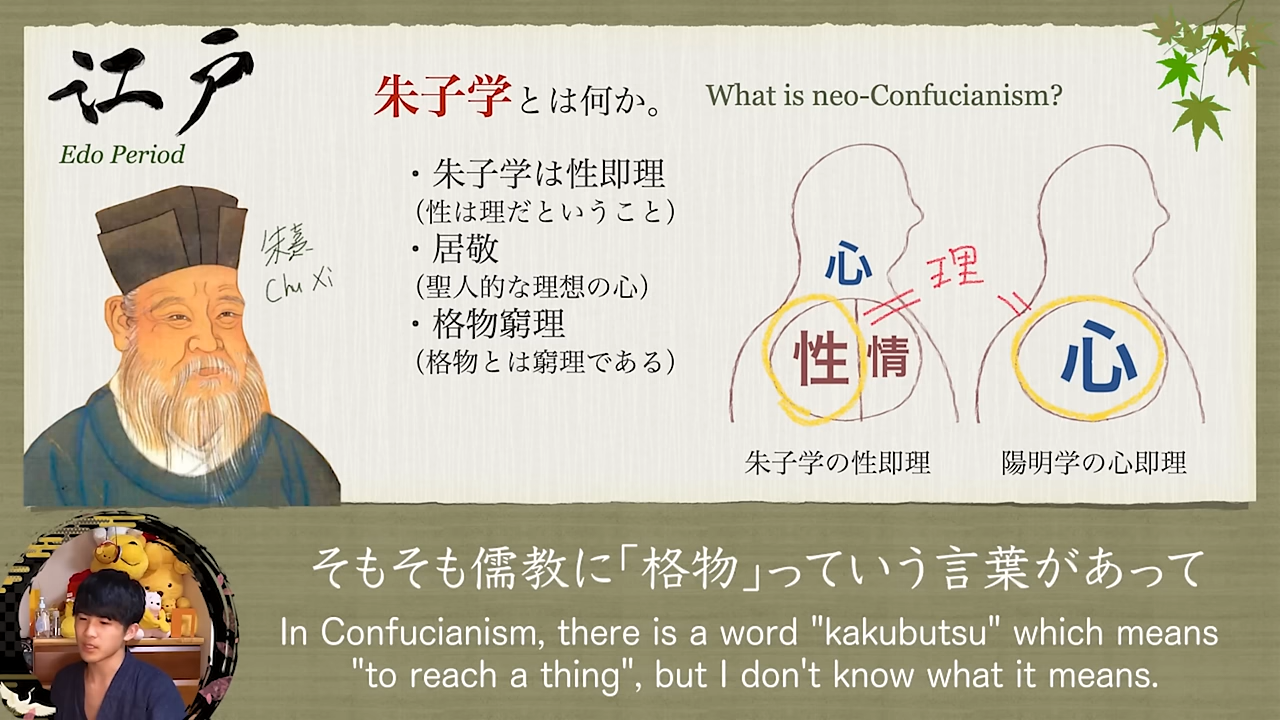 江戸
Edo Period
朱熹
Chu Xi
朱子学とは何か。
What is neo-Confucianism?
・朱子学は性即理
（性は理だということ）
・居敬
（聖人的な理想の心）
・格物窮理
（格物とは窮理である）
心
理
性
情
心
朱子学の性即理
陽明学の心即理
そもそも儒教に「格物」っていう言葉があって
In Confucianism, there is a word "kakubutsu" which means
"to reach a thing", but I don't know what it means.